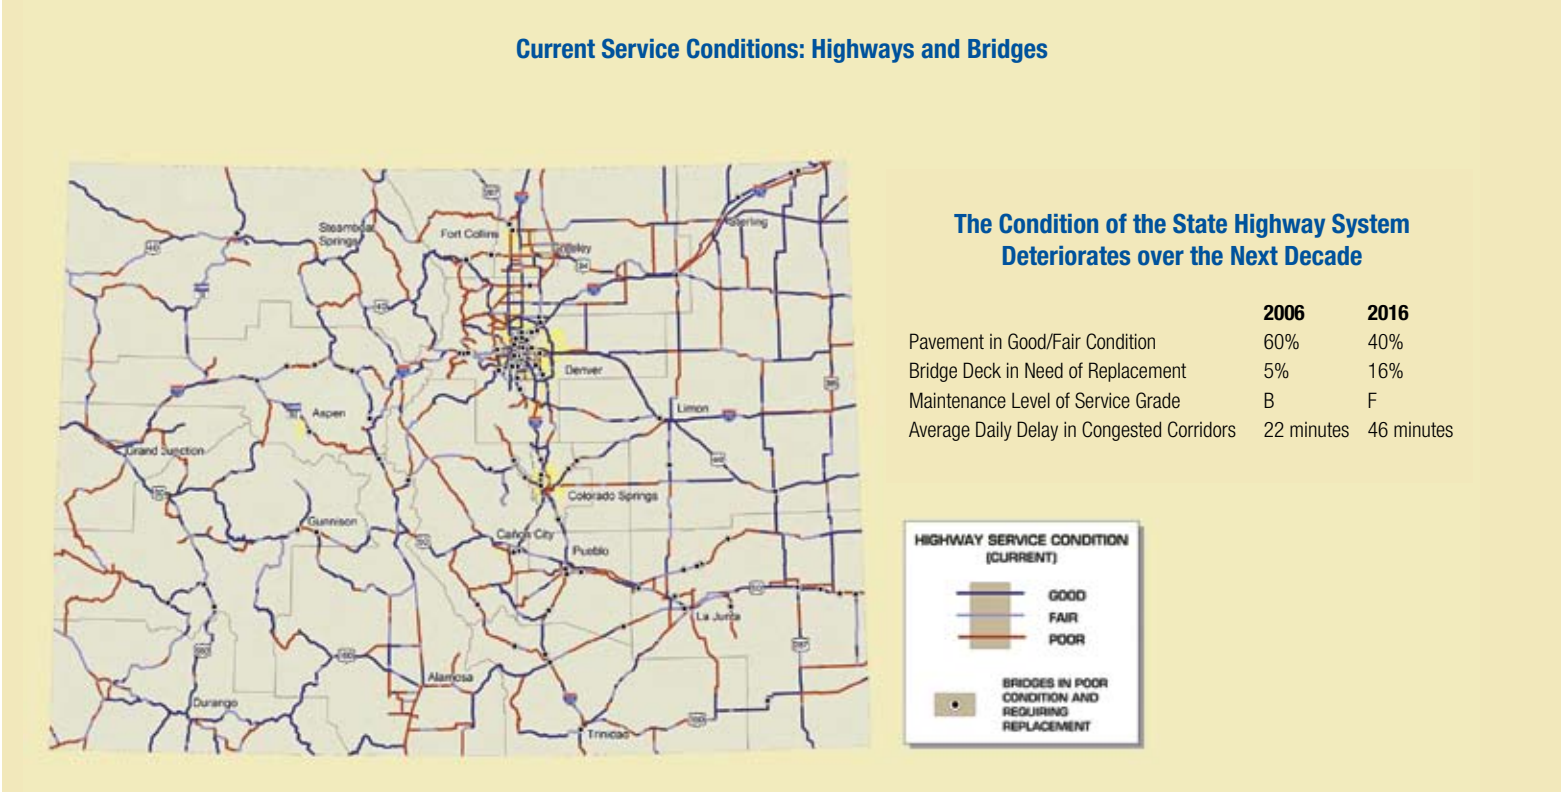 Current Service Conditions: Highways and Bridges
Steamboat
Springs
Fort Collins
Greeley
Sterling
Denver
Limon
Aspen
Grand Junction
Colorado Springs
Gunnison
Cañon City
Pueblo
La Junta
Alamosa
Durango
Trinidad
The Condition of the State Highway System
Deteriorates over the Next Decade
2006 2016
Pavement in Good/Fair Condition 60% 40%
Bridge Deck in Need of Replacement 5% 16%
Maintenance Level of Service Grade B F
Average Daily Delay in Congested Corridors 22 minutes 46 minutes
HIGHWAY SERVICE CONDITION
(CURRENT)
GOOD
FAIR
POOR
BRIDGES IN POOR
CONDITION AND
REQUIRING
REPLACEMENT